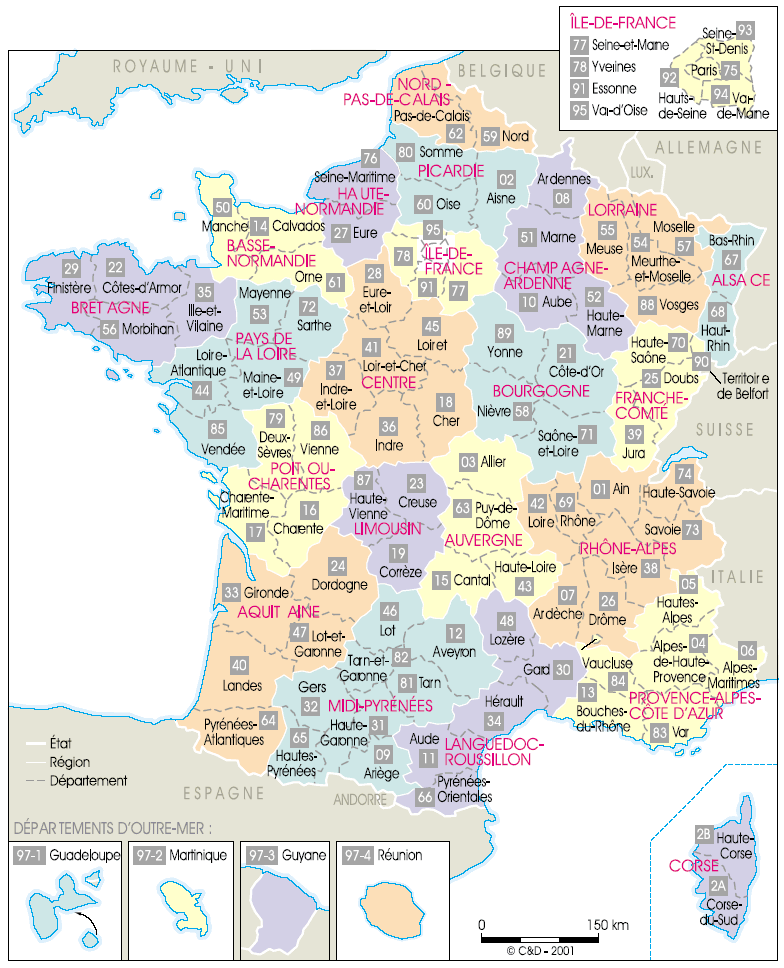 ÎLE-DE-FRANCE
77 Seine-et-Marne
78 Yvelines
91 Essonne
95 Val-d'Oise
Seine-
St-Denis
93
Paris 75
92
Hauts-
de-Seine
94 Val-
de-Marne
ROYAUME - UNI
BELGIQUE
ALLEMAGNE
LUX.
SUISSE
ITALIE
ESPAGNE
ANDORRE
NORD -
PAS-DE-CALAIS
Pas-de-Calais
62
59 Nord
80 Somme
PICARDIE
02
Aisne
60 Oise
76
Seine-Maritime
HAUTE-
NORMANDIE
27 Eure
50
Manche
14 Calvados
BASSE-
NORMANDIE
Orne
61
Ardennes
08
51 Marne
CHAMP AGNE-
ARDENNE
10 Aube
52
Haute-
Marne
LORRAINE
55
Meuse
54
Meurthe-
et-Moselle
Moselle
57
88 Vosges
Bas-Rhin
67
ALSA CE
68
Haut-
Rhin
95
78
ÎLE-DE-
FRANCE
91
77
29
Finistère
22
Côtes-d'Armor
BRET AGNE
56 Morbihan
35
Ille-et-
Vilaine
Mayenne
53
72
Sarthe
PAYS DE
LA LOIRE
Loire-
Atlantique
44
Maine-
et-Loire
49
85
Vendée
28
Eure-
et-Loir
45
Loiret
41
Loir-et-Cher
CENTRE
37
Indre-
et-Loire
18
Cher
36
Indre
89
Yonne
21
Côte-d'Or
BOURGOGNE
Nièvre 58
Saône-
et-Loire
71
Haute-
Saône
70
90
Territoire
de Belfort
25 Doubs
FRANCHE-
COMTÉ
39
Jura
79
Deux-
Sèvres
86
Vienne
POIT OU-
CHARENTES
Charente-
Maritime
17
16
Charente
87
Haute-
Vienne
23
Creuse
LIMOUSIN
19
Corrèze
03 Allier
63 Puy-de-
Dôme
AUVERGNE
15 Cantal
Haute-Loire
43
42
Loire
69
Rhône
01 Ain
74
Haute-Savoie
Savoie 73
RHÔNE-ALPES
Isère
38
07
Ardèche
26
Drôme
33 Gironde
24
Dordogne
AQUIT AINE
47 Lot-et-
Garonne
40
Landes
Pyrénées-
Atlantiques
64
46
Lot
12
Aveyron
Tarn-et-
Garonne
82
81 Tarn
Gers
32
MIDI-PYRÉNÉES
Haute-
Garonne
31
65
Hautes-
Pyrénées
09
Ariège
48
Lozère
Gard 30
Hérault
34
Aude
11
LANGUEDOC-
ROUSSILLON
66 Pyrénées-
Orientales
05
Hautes-
Alpes
04
Alpes-
de-Haute-
Provence
06
Alpes-
Maritimes
Vaucluse
84
13
Bouches-
du-Rhône
PROVENCE-ALPES-
CÔTE D'AZUR
83 Var
État
Région
Département
DÉPARTEMENTS D'OUTRE-MER :
97-1 Guadeloupe
97-2 Martinique
97-3 Guyane
97-4 Réunion
2B Haute-
Corse
CORSE
2A
Corse-
du-Sud
0 150 km
© C&D - 2001